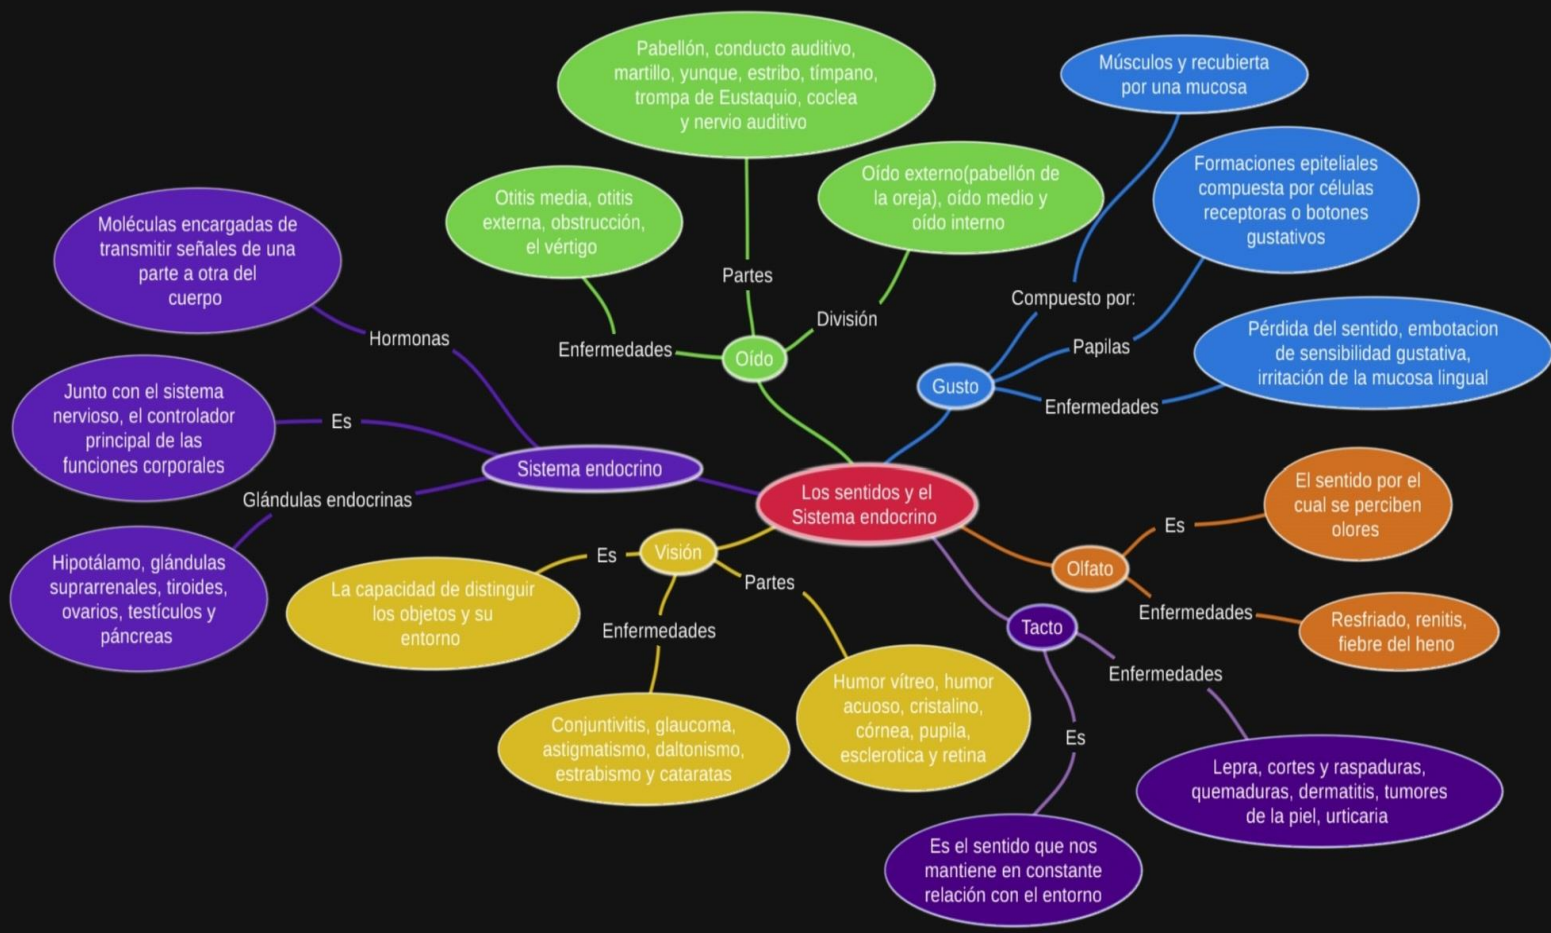 Los sentidos y el
Sistema endocrino
Oído
Enfermedades
Otitis media, otitis
externa, obstrucción,
el vértigo
Partes
Pabellón, conducto auditivo,
martillo, yunque, estribo, tímpano,
trompa de Eustaquio, coclea
y nervio auditivo
División
Oído externo(pabellón de
la oreja), oído medio y
oído interno
Gusto
Compuesto por:
Músculos y recubierta
por una mucosa
Papilas
Formaciones epiteliales
compuesta por células
receptoras o botones
gustativos
Enfermedades
Pérdida del sentido, embotacion
de sensibilidad gustativa,
irritación de la mucosa lingual
Olfato
Es
El sentido por el
cual se perciben
olores
Enfermedades
Resfriado, renitis,
fiebre del heno
Tacto
Enfermedades
Lepra, cortes y raspaduras,
quemaduras, dermatitis, tumores
de la piel, urticaria
Es
Es el sentido que nos
mantiene en constante
relación con el entorno
Visión
Es
La capacidad de distinguir
los objetos y su
entorno
Enfermedades
Conjuntivitis, glaucoma,
astigmatismo, daltonismo,
estrabismo y cataratas
Partes
Humor vítreo, humor
acuoso, cristalino,
córnea, pupila,
esclerotica y retina
Sistema endocrino
Hormonas
Moléculas encargadas de
transmitir señales de una
parte a otra del
cuerpo
Es
Junto con el sistema
nervioso, el controlador
principal de las
funciones corporales
Glándulas endocrinas
Hipotálamo, glándulas
suprarrenales, tiroides,
ovarios, testículos y
páncreas